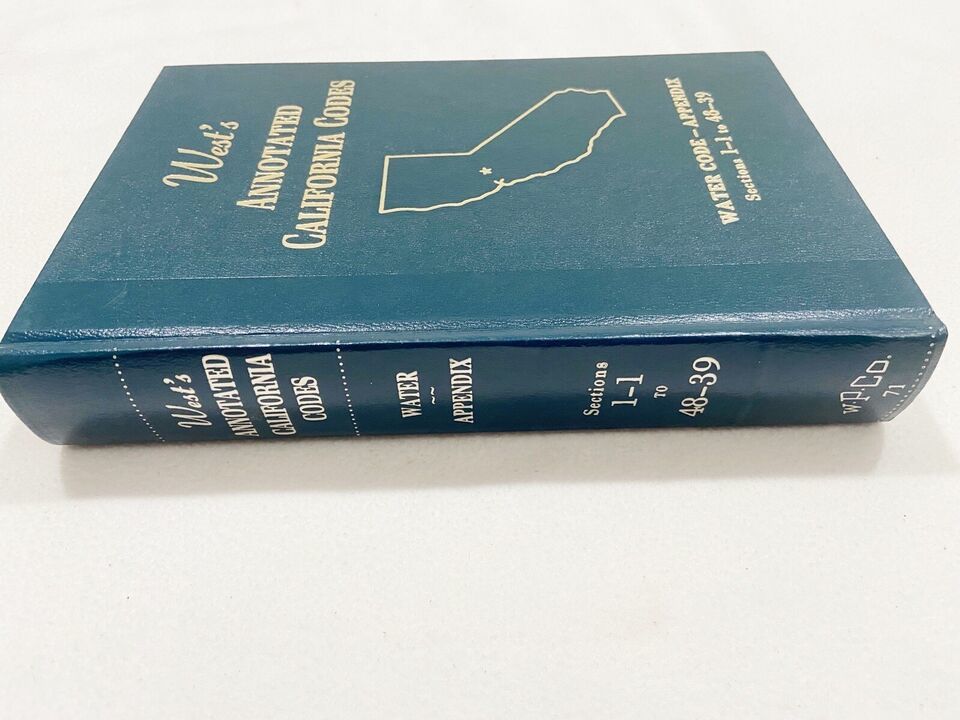 West's
ANNOTATED
CALIFORNIA CODES
WATER CODE–APPENDIX
Sections 1–1 to 48–39
West's
ANNOTATED
CALIFORNIA
CODES
WATER
~~
APPENDIX
Sections
1–1
TO
48–39
WP.CO.
71